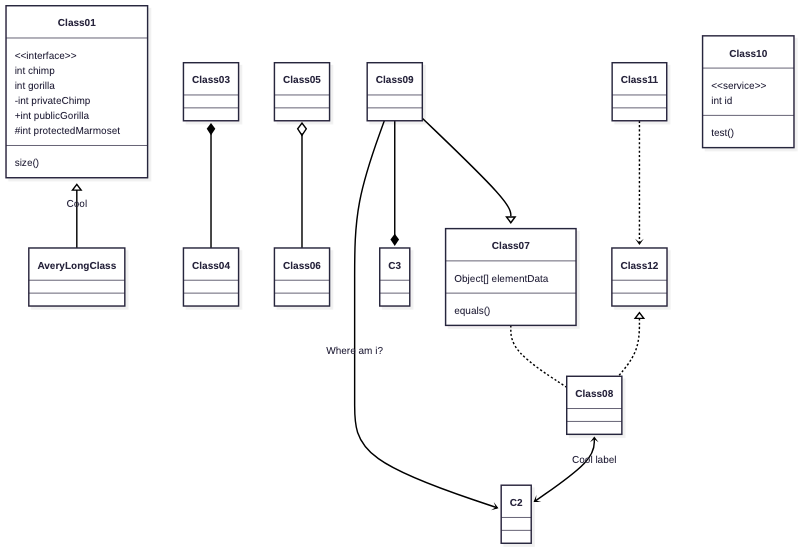 Class01
<<interface>>
int chimp
int gorilla
-int privateChimp
+int publicGorilla
#int protectedMarmoset
size()
Class03
Class05
Class09
Class11
Class10
<<service>>
int id
test()
Cool
AveryLongClass
Class04
Class06
C3
Class07
Object[] elementData
equals()
Class12
Where am i?
Class08
Cool label
C2